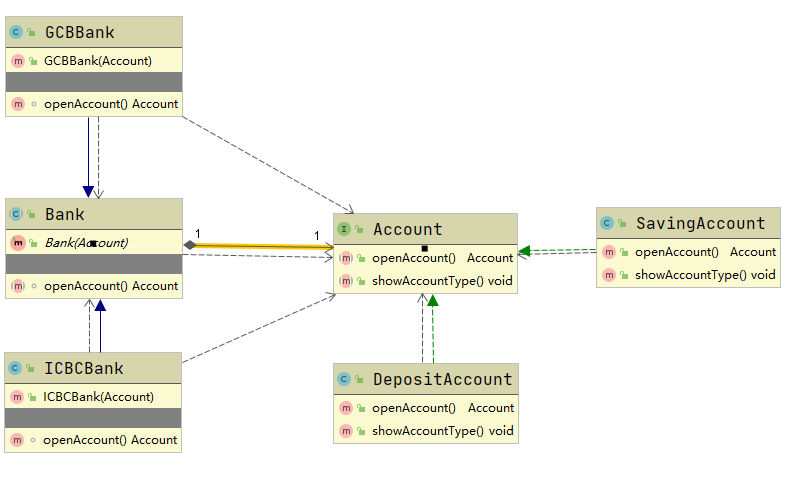 GCBBank
GCBBank(Account)
openAccount() Account
Bank
Bank(Account)
openAccount() Account
1
1
Account
openAccount() Account
showAccountType() void
SavingAccount
openAccount() Account
showAccountType() void
ICBCBank
ICBCBank(Account)
openAccount() Account
DepositAccount
openAccount() Account
showAccountType() void